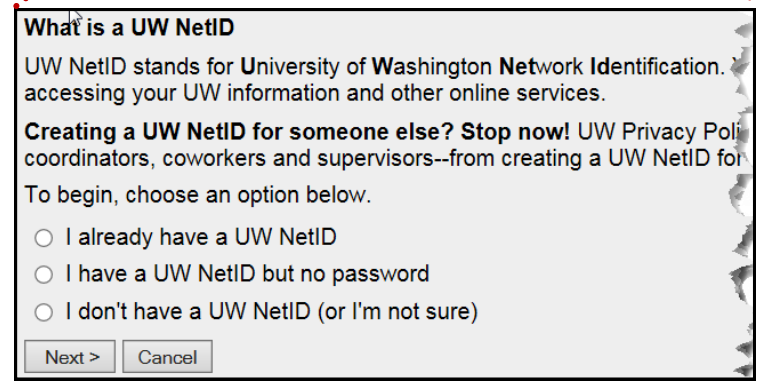 What is a UW NetID
UW NetID stands for University of Washington Network Identification.
accessing your UW information and other online services.
Creating a UW NetID for someone else? Stop now! UW Privacy Poli
coordinators, coworkers and supervisors--from creating a UW NetID for
To begin, choose an option below.
I already have a UW NetID
I have a UW NetID but no password
I don't have a UW NetID (or I'm not sure)
Next >
Cancel